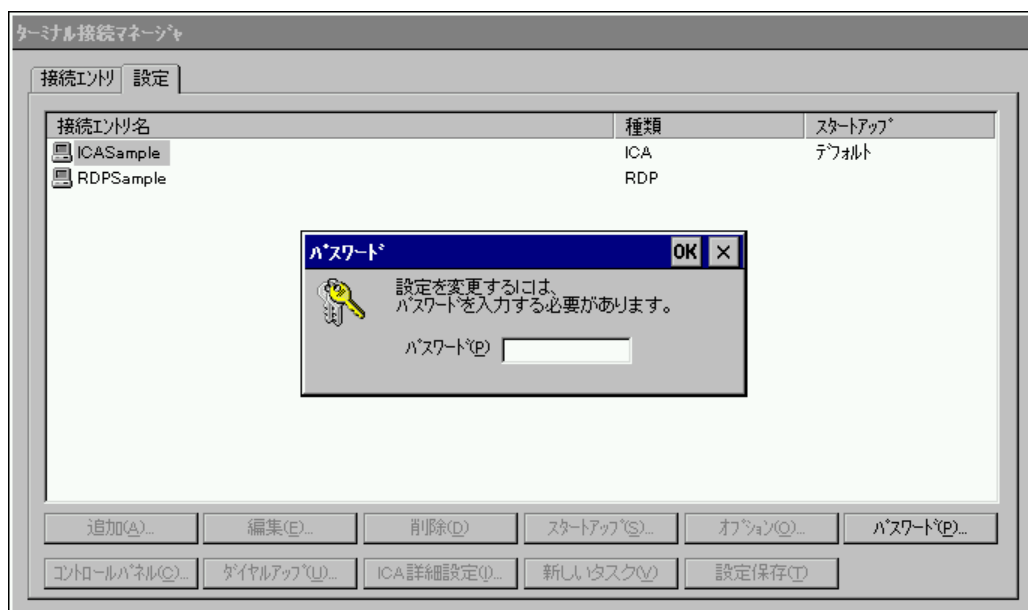 ターミナル接続マネージャ
接続エントリ 設定
接続エントリ名 種類 スタートアップ
ICASample ICA デフォルト
RDPSample RDP
パスワード OK ×
設定を変更するには、
パスワードを入力する必要があります。
パスワード(P)
追加(A)... 編集(E)... 削除(D) スタートアップ(S)... オプション(O)... パスワード(P)...
コントロールパネル(C)... ダイヤルアップ(U)... ICA詳細設定(I)... 新しいタスク(V) 設定保存(T)